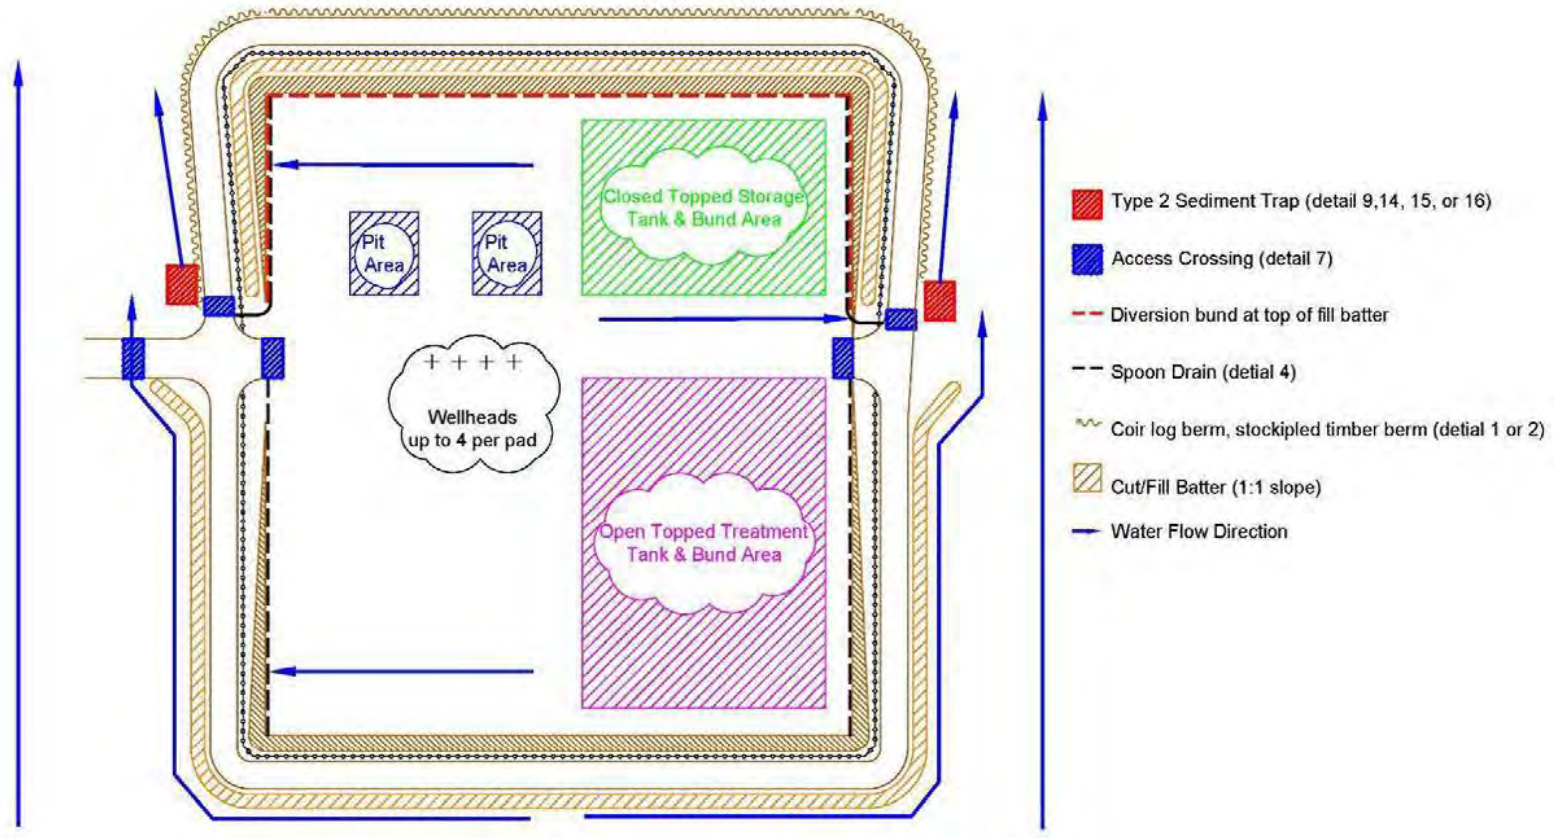 Closed Topped Storage
Tank & Bund Area
Pit
Area
Pit
Area
Wellheads
up to 4 per pad
Open Topped Treatment
Tank & Bund Area
Type 2 Sediment Trap (detail 9,14, 15, or 16)
Access Crossing (detail 7)
Diversion bund at top of fill batter
Spoon Drain (detial 4)
Coir log berm, stockipled timber berm (detial 1 or 2)
Cut/Fill Batter (1:1 slope)
Water Flow Direction